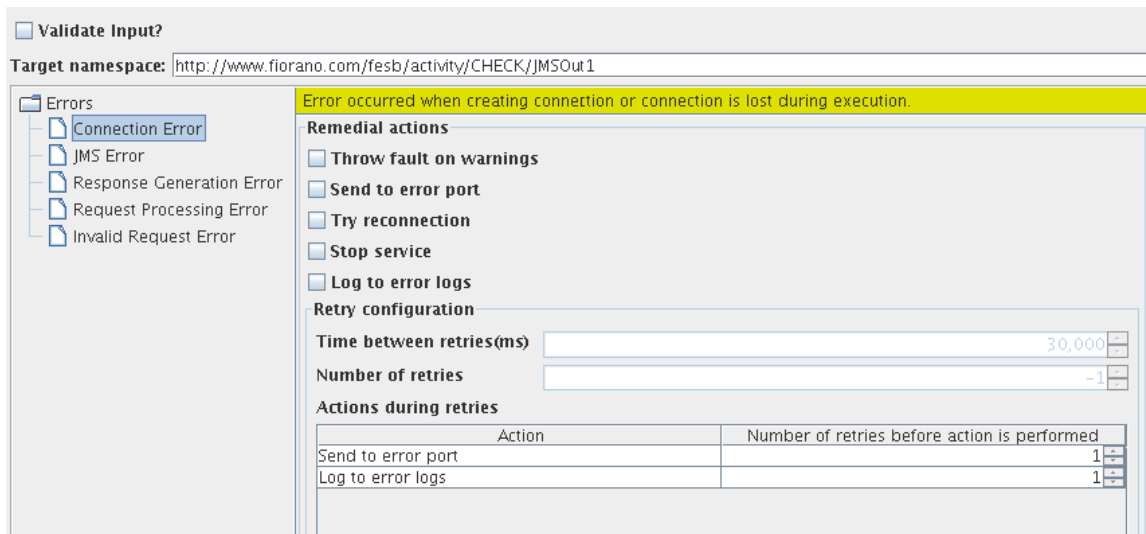 Validate Input?
Target namespace: http://www.fiorano.com/fesb/activity/CHECK/JMSOut1
Errors
Connection Error
JMS Error
Response Generation Error
Request Processing Error
Invalid Request Error
Error occurred when creating connection or connection is lost during execution.
Remedial actions
Throw fault on warnings
Send to error port
Try reconnection
Stop service
Log to error logs
Retry configuration
Time between retries(ms) 30,000
Number of retries -1
Actions during retries
Action Number of retries before action is performed
Send to error port 1
Log to error logs 1